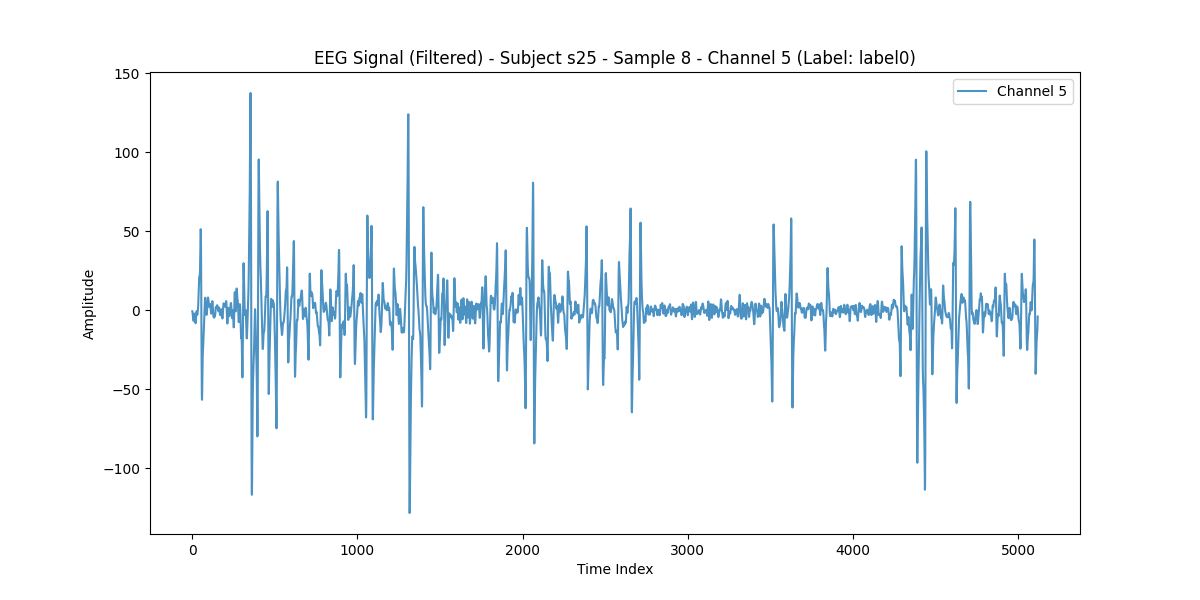 EEG Signal (Filtered) - Subject s25 - Sample 8 - Channel 5 (Label: label0)
Channel 5
150
100
50
0
−50
−100
Amplitude
0 1000 2000 3000 4000 5000
Time Index